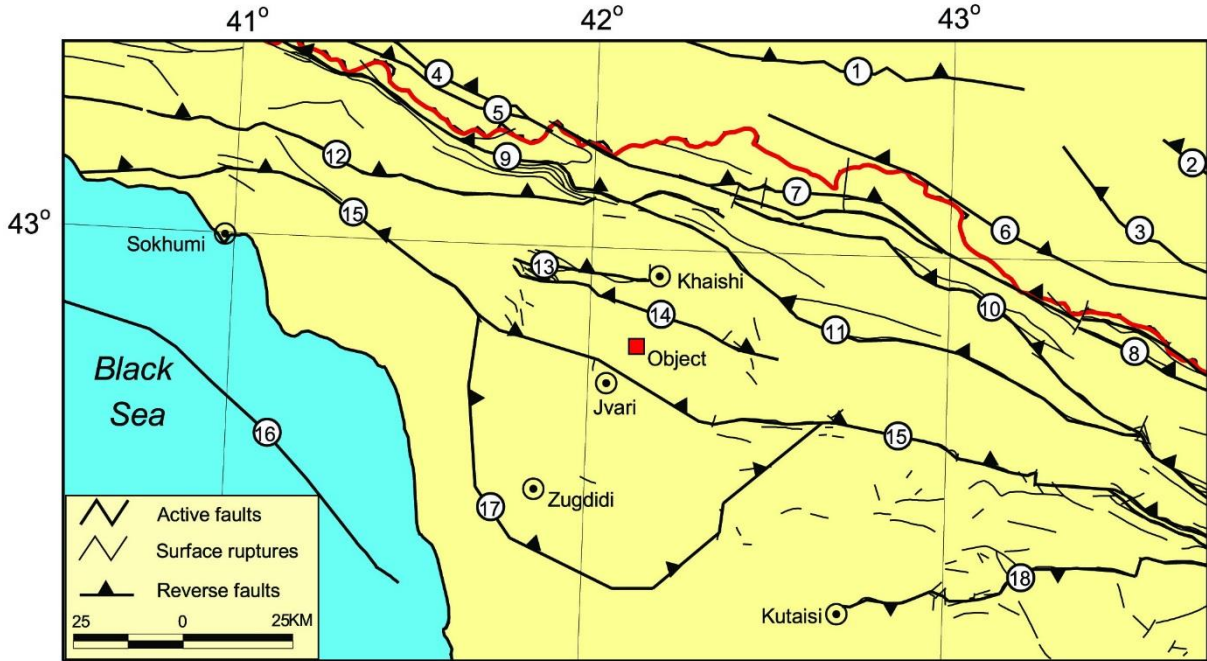 41°
42°
43°
1
4
5
2
9
12
7
15
6
3
43°
Sokhumi
13
Khaishi
10
14
11
Object
8
Black
Sea
Jvari
16
15
17
Zugdidi
Active faults
Surface ruptures
Reverse faults
18
25
0
25KM
Kutaisi